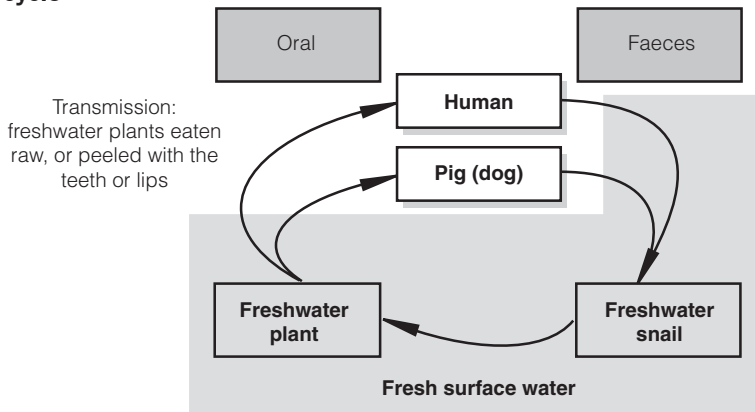 cycle
Oral
Faeces
Transmission:
freshwater plants eaten
raw, or peeled with the
teeth or lips
Human
Pig (dog)
Freshwater
plant
Freshwater
snail
Fresh surface water